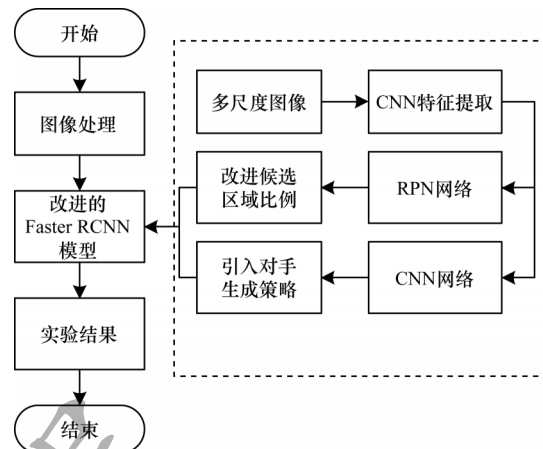 开始
图像处理
改进的
Faster RCNN
模型
实验结果
结束
多尺度图像
CNN特征提取
改进候选
区域比例
RPN网络
引入对手
生成策略
CNN网络